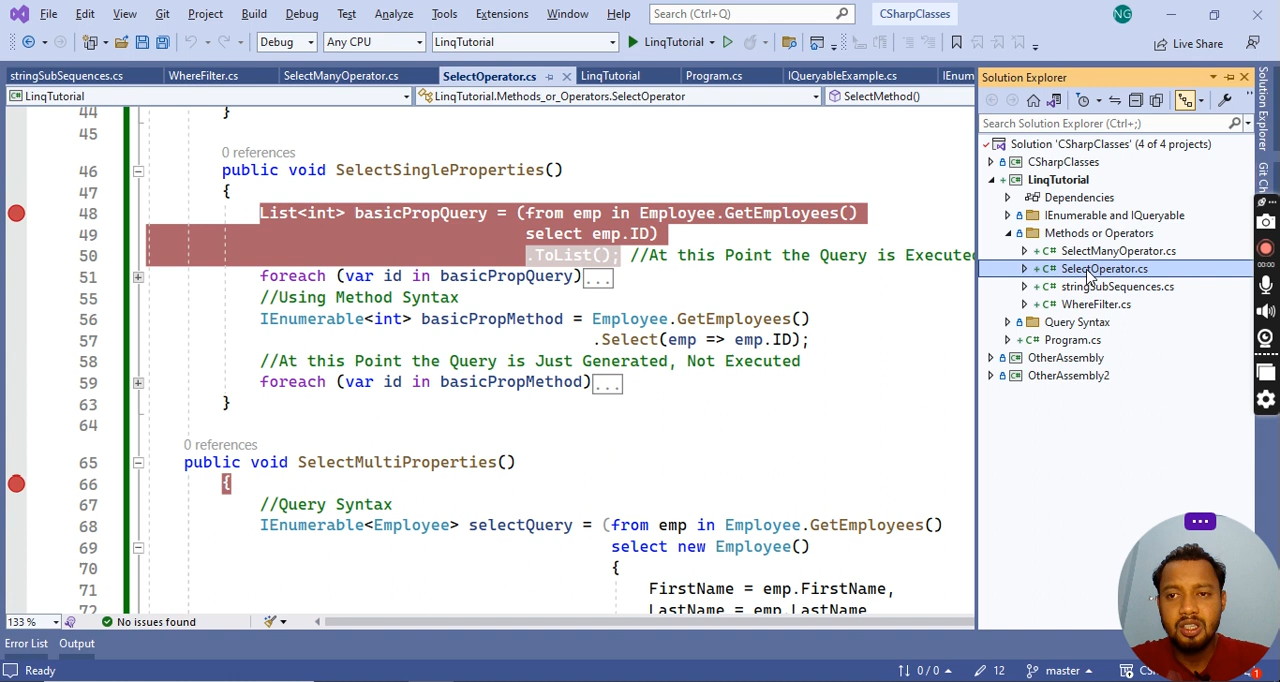 File Edit View Git Project Build Debug Test Analyze Tools Extensions Window Help Search (Ctrl+Q) CSharpClasses NG
Debug Any CPU LinqTutorial LinqTutorial Live Share
stringSubSequences.cs WhereFilter.cs SelectManyOperator.cs SelectOperator.cs LinqTutorial Program.cs IQueryableExample.cs IEnum
LinqTutorial LinqTutorial.Methods_or_Operators.SelectOperator SelectMethod()
44 }
45
0 references
46 public void SelectSingleProperties()
47 {
48 List<int> basicPropQuery = (from emp in Employee.GetEmployees()
49 select emp.ID)
50 .ToList(); //At this Point the Query is Executed
51 foreach (var id in basicPropQuery)...
55 //Using Method Syntax
56 IEnumerable<int> basicPropMethod = Employee.GetEmployees()
57 .Select(emp => emp.ID);
58 //At this Point the Query is Just Generated, Not Executed
59 foreach (var id in basicPropMethod)...
63 }
64
0 references
65 public void SelectMultiProperties()
66 {
67 //Query Syntax
68 IEnumerable<Employee> selectQuery = (from emp in Employee.GetEmployees()
69 select new Employee()
70 {
71 FirstName = emp.FirstName,
72 LastName = emp.LastName
133 % No issues found
Error List Output
Ready 0 / 0 12 master CS 1
Solution Explorer
Search Solution Explorer (Ctrl+;)
Solution 'CSharpClasses' (4 of 4 projects)
CSharpClasses
LinqTutorial
Dependencies
IEnumerable and IQueryable
Methods or Operators
C# SelectManyOperator.cs
C# SelectOperator.cs
C# stringSubSequences.cs
C# WhereFilter.cs
Query Syntax
C# Program.cs
OtherAssembly
OtherAssembly2
Solution Explorer
Git Ch
00:00